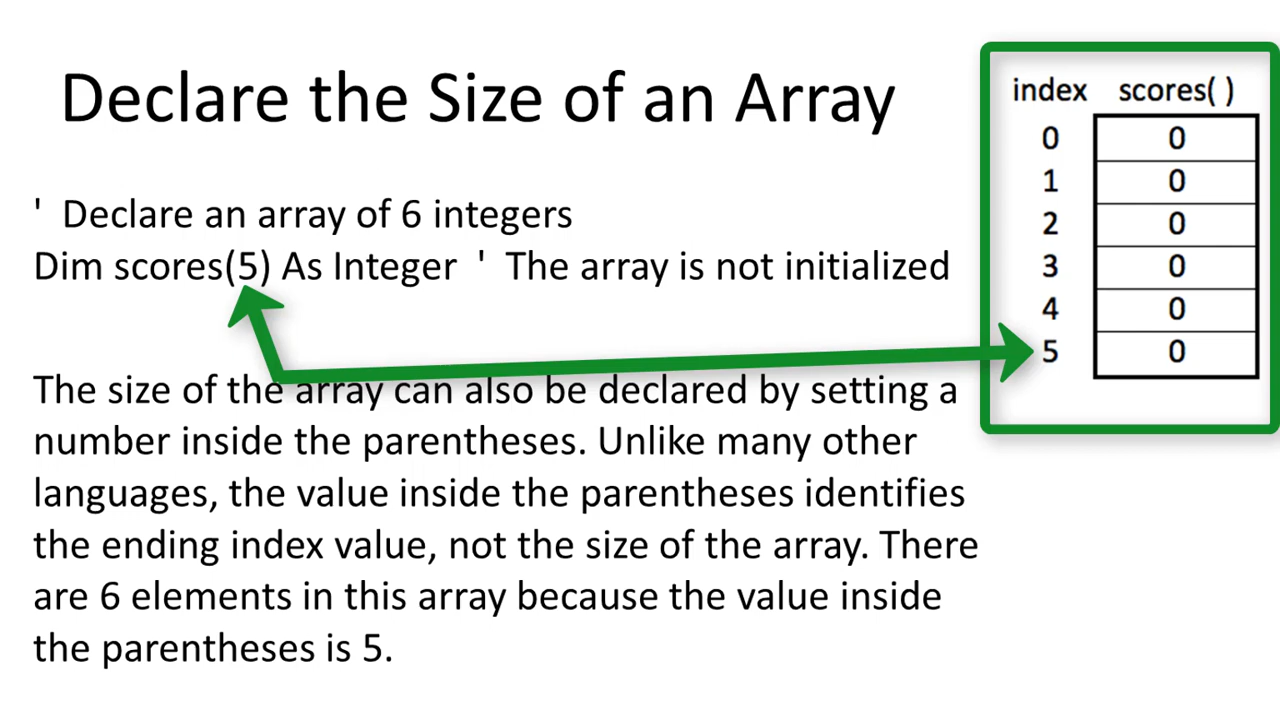 Declare the Size of an Array
' Declare an array of 6 integers
Dim scores(5) As Integer ' The array is not initialized
The size of the array can also be declared by setting a
number inside the parentheses. Unlike many other
languages, the value inside the parentheses identifies
the ending index value, not the size of the array. There
are 6 elements in this array because the value inside
the parentheses is 5.
index scores( )
0 0
1 0
2 0
3 0
4 0
5 0